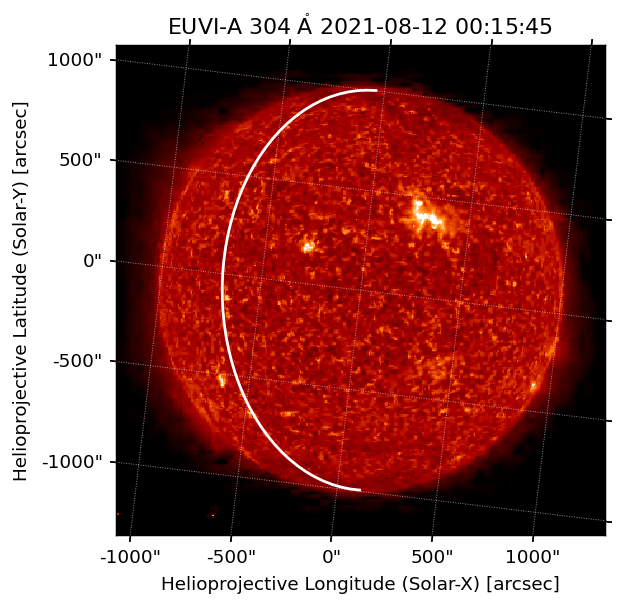 EUVI-A 304 Å 2021-08-12 00:15:45
1000"
500"
0"
-500"
-1000"
Helioprojective Latitude (Solar-Y) [arcsec]
-1000" -500" 0" 500" 1000"
Helioprojective Longitude (Solar-X) [arcsec]